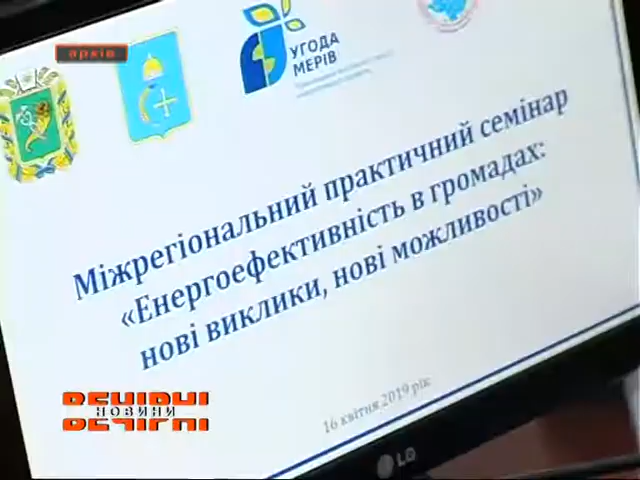 архів
УГОДА
МЕРІВ
Міжрегіональний практичний семінар
«Енергоефективність в громадах:
нові виклики, нові можливості»
16 квітня 2019 рік
ВЕЧІРНІ
НОВИНИ
LG